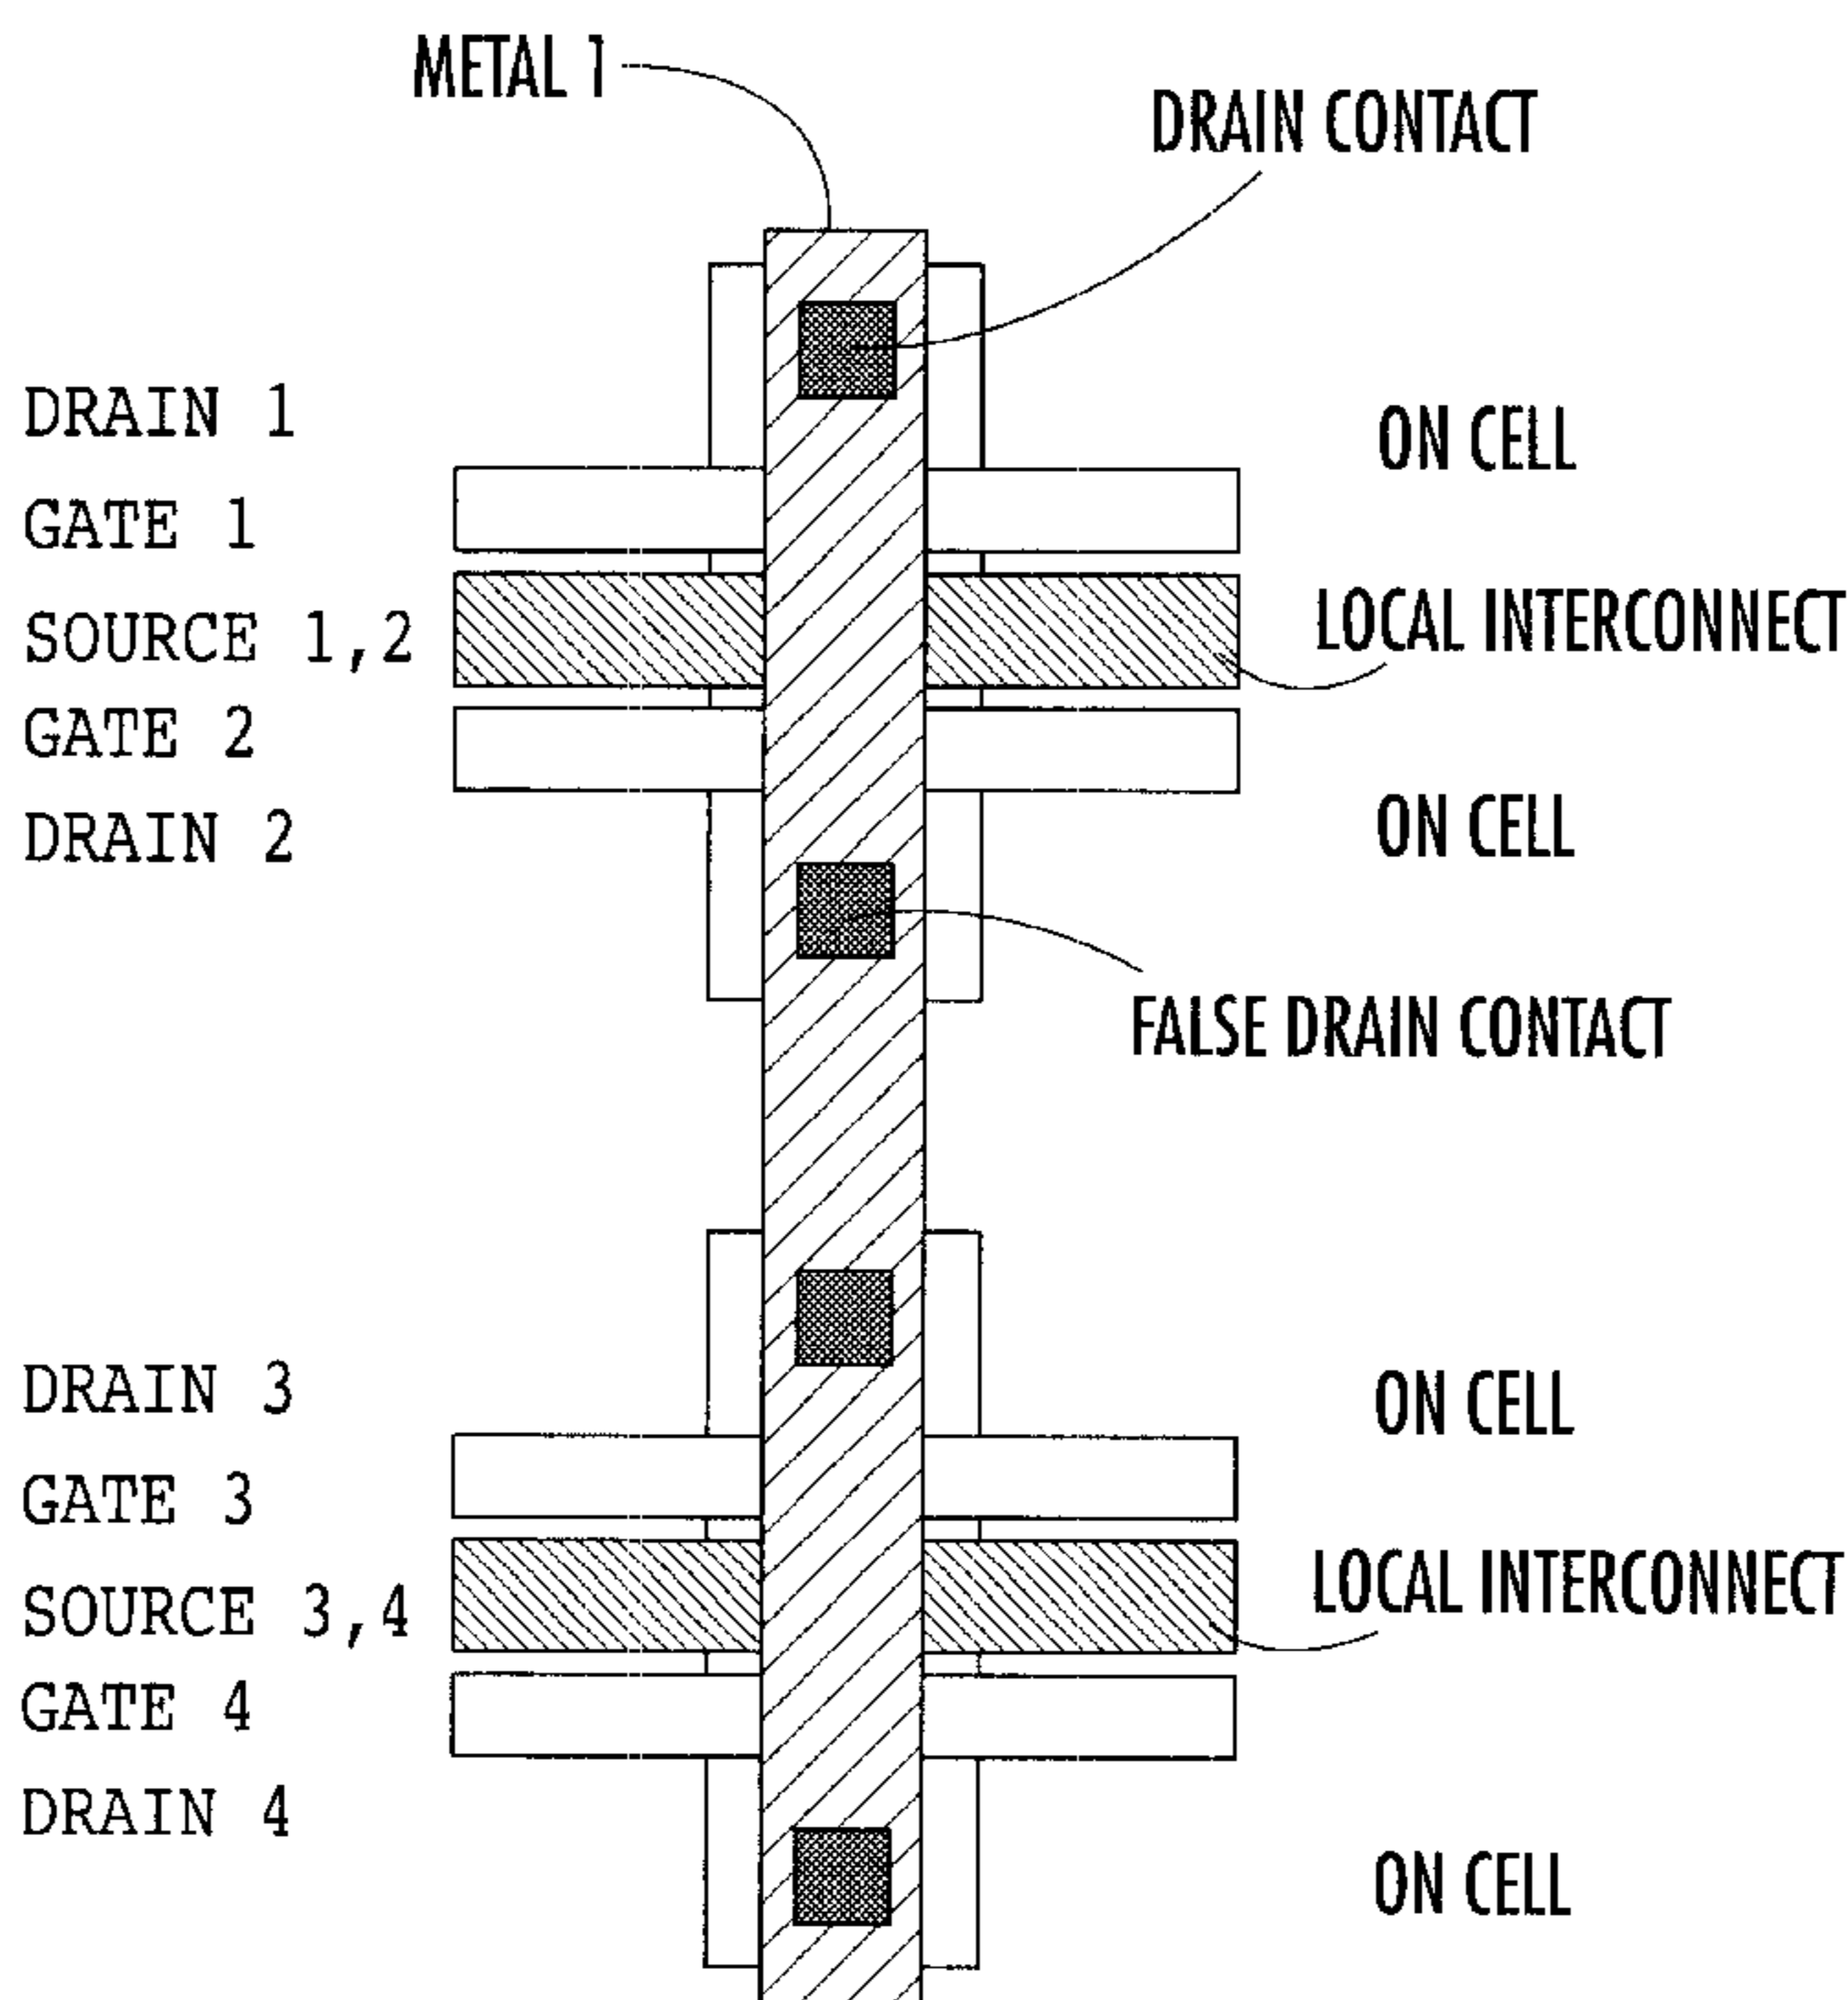 METAL 1
DRAIN CONTACT
DRAIN 1
ON CELL
GATE 1
SOURCE 1,2
LOCAL INTERCONNECT
GATE 2
DRAIN 2
ON CELL
FALSE DRAIN CONTACT
DRAIN 3
ON CELL
GATE 3
SOURCE 3,4
LOCAL INTERCONNECT
GATE 4
DRAIN 4
ON CELL